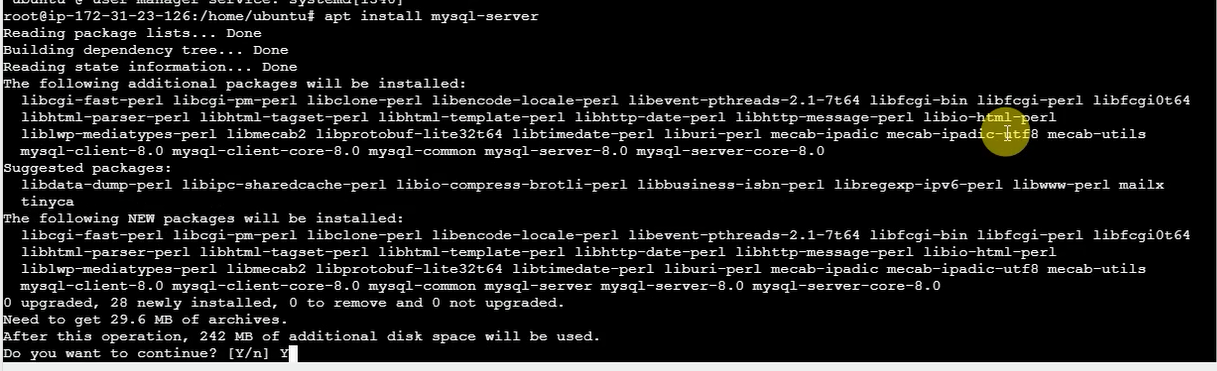 ubuntu @ user manager service: systemd[1340]
root@ip-172-31-23-126:/home/ubuntu# apt install mysql-server
Reading package lists... Done
Building dependency tree... Done
Reading state information... Done
The following additional packages will be installed:
libcgi-fast-perl libcgi-pm-perl libclone-perl libencode-locale-perl libevent-pthreads-2.1-7t64 libfcgi-bin libfcgi-perl libfcgi0t64
libhtml-parser-perl libhtml-tagset-perl libhtml-template-perl libhttp-date-perl libhttp-message-perl libio-html-perl
liblwp-mediatypes-perl libmecab2 libprotobuf-lite32t64 libtimedate-perl liburi-perl mecab-ipadic mecab-ipadic-utf8 mecab-utils
mysql-client-8.0 mysql-client-core-8.0 mysql-common mysql-server-8.0 mysql-server-core-8.0
Suggested packages:
libdata-dump-perl libipc-sharedcache-perl libio-compress-brotli-perl libbusiness-isbn-perl libregexp-ipv6-perl libwww-perl mailx
tinyca
The following NEW packages will be installed:
libcgi-fast-perl libcgi-pm-perl libclone-perl libencode-locale-perl libevent-pthreads-2.1-7t64 libfcgi-bin libfcgi-perl libfcgi0t64
libhtml-parser-perl libhtml-tagset-perl libhtml-template-perl libhttp-date-perl libhttp-message-perl libio-html-perl
liblwp-mediatypes-perl libmecab2 libprotobuf-lite32t64 libtimedate-perl liburi-perl mecab-ipadic mecab-ipadic-utf8 mecab-utils
mysql-client-8.0 mysql-client-core-8.0 mysql-common mysql-server mysql-server-8.0 mysql-server-core-8.0
0 upgraded, 28 newly installed, 0 to remove and 0 not upgraded.
Need to get 29.6 MB of archives.
After this operation, 242 MB of additional disk space will be used.
Do you want to continue? [Y/n] Y